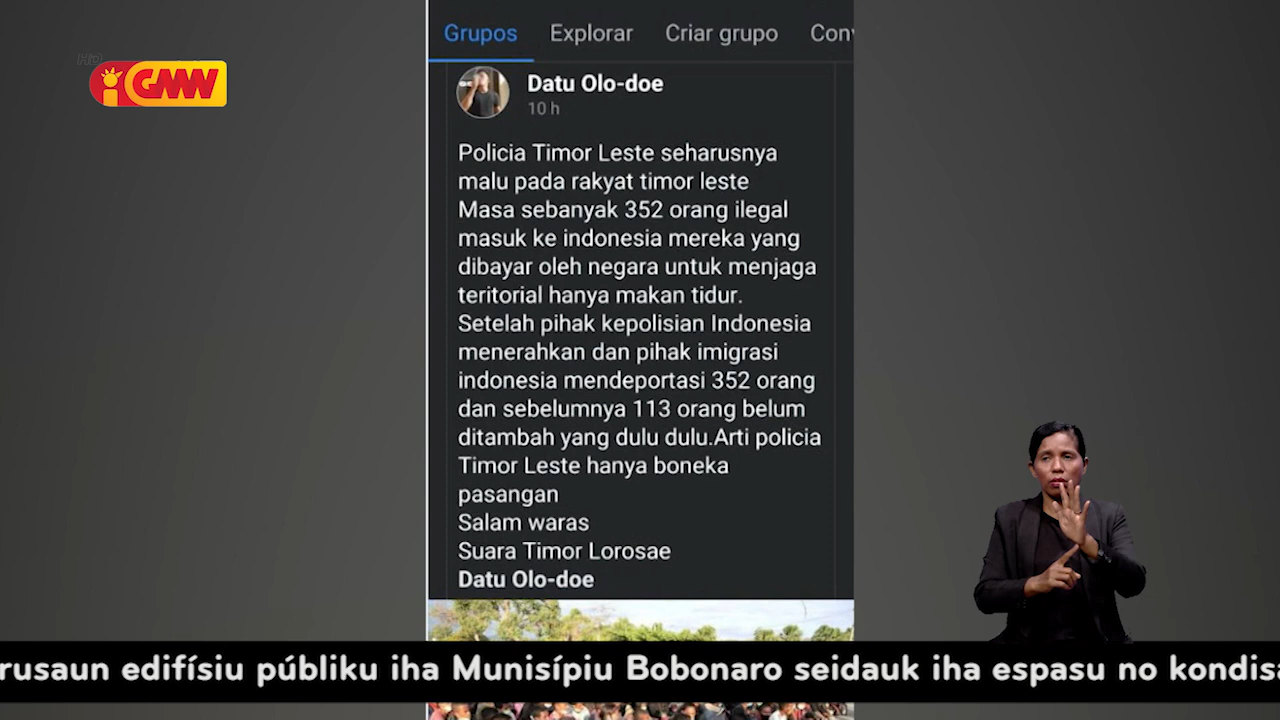 Grupos Explorar Criar grupo Conv
HD
GMN
Datu Olo-doe
10 h
Policia Timor Leste seharusnya
malu pada rakyat timor leste
Masa sebanyak 352 orang ilegal
masuk ke indonesia mereka yang
dibayar oleh negara untuk menjaga
teritorial hanya makan tidur.
Setelah pihak kepolisian Indonesia
menerahkan dan pihak imigrasi
indonesia mendeportasi 352 orang
dan sebelumnya 113 orang belum
ditambah yang dulu dulu.Arti policia
Timor Leste hanya boneka
pasangan
Salam waras
Suara Timor Lorosae
Datu Olo-doe
rusaun edifísiu públiku iha Munisípiu Bobonaro seidauk iha espasu no kondisa